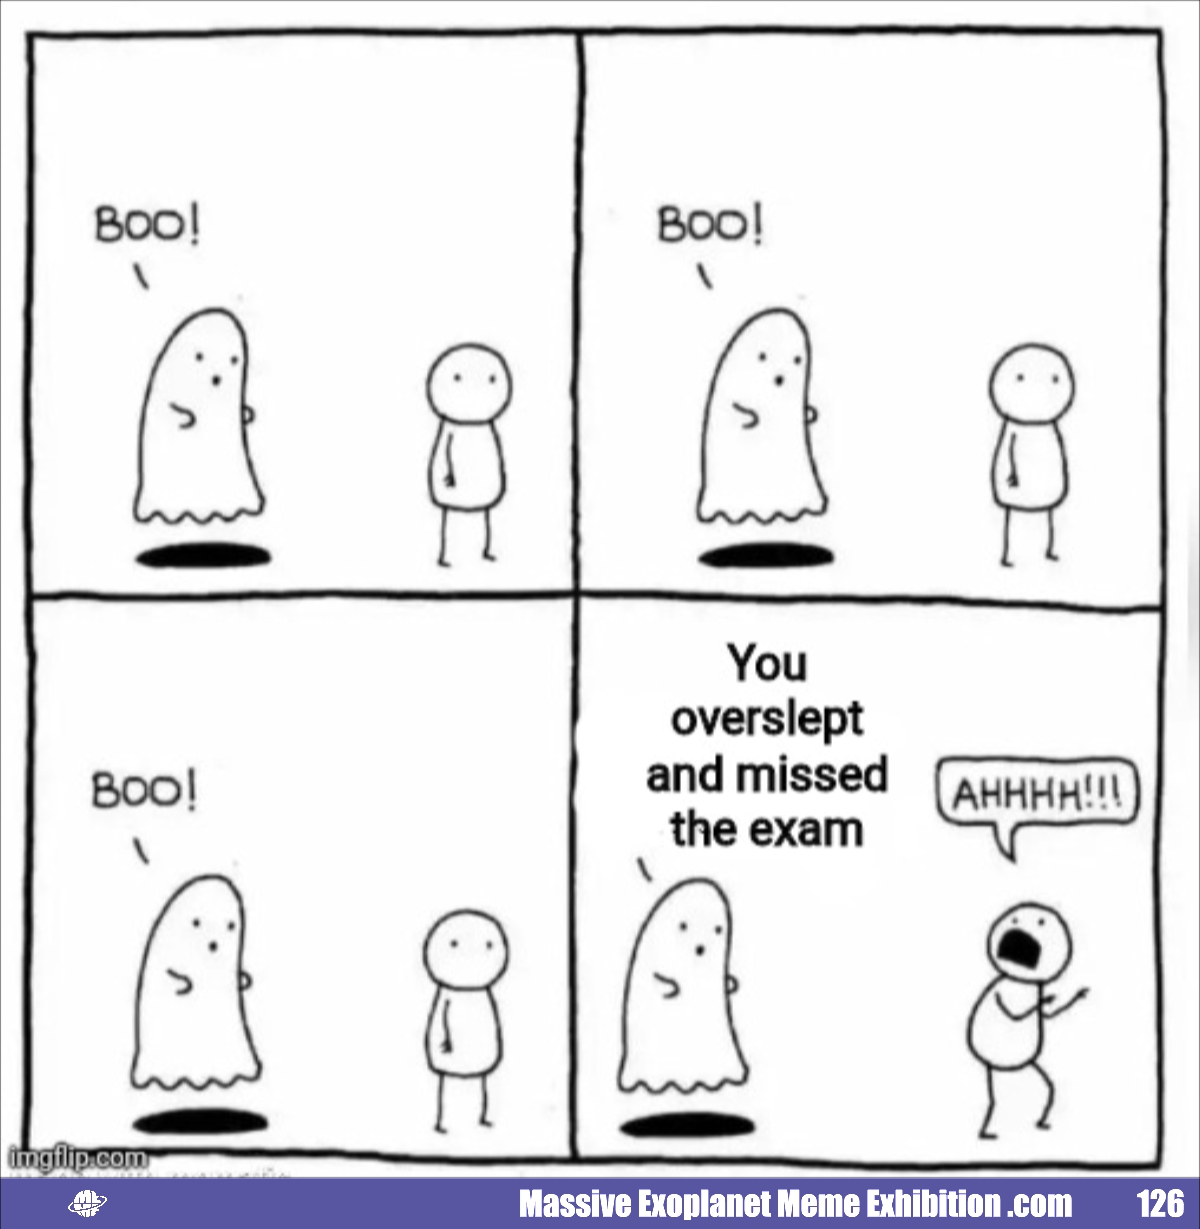 BOO!
BOO!
BOO!
You
overslept
and missed
the exam
AHHHH!!!
imgflip.com
Massive Exoplanet Meme Exhibition .com
126